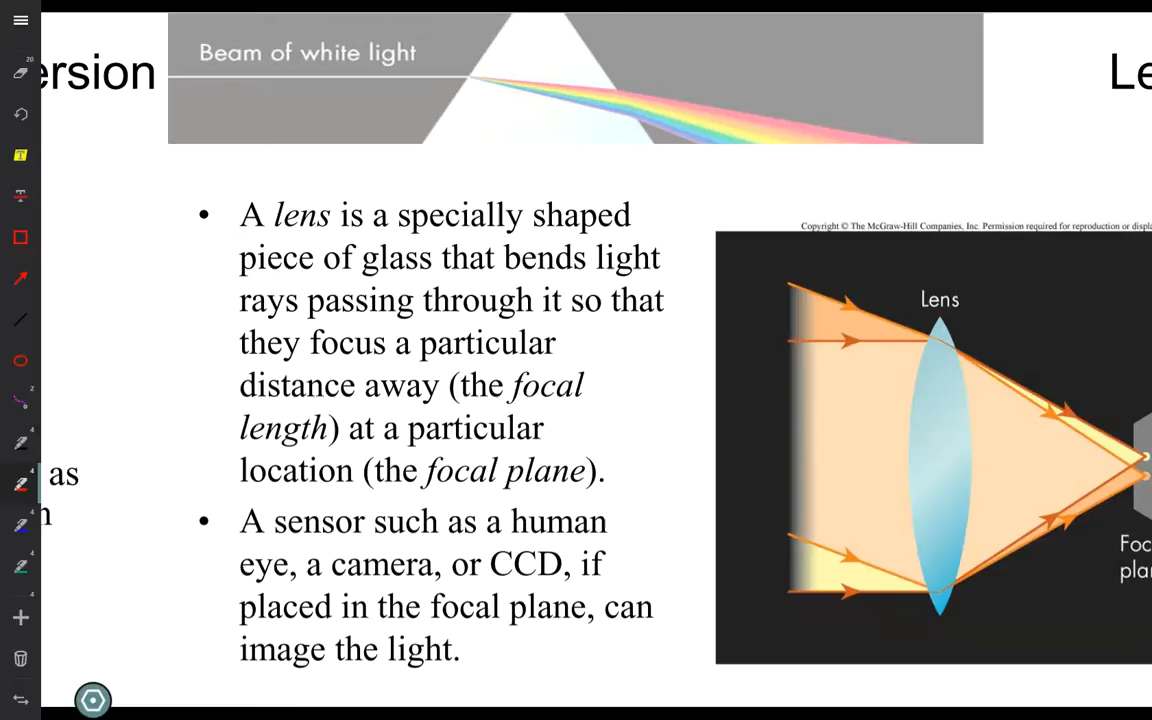 Beam of white light
ersion
Le
• A lens is a specially shaped
piece of glass that bends light
rays passing through it so that
they focus a particular
distance away (the focal
length) at a particular
location (the focal plane).
• A sensor such as a human
eye, a camera, or CCD, if
placed in the focal plane, can
image the light.
as
Copyright © The McGraw-Hill Companies, Inc. Permission required for reproduction or displa
Lens
Foc
plan